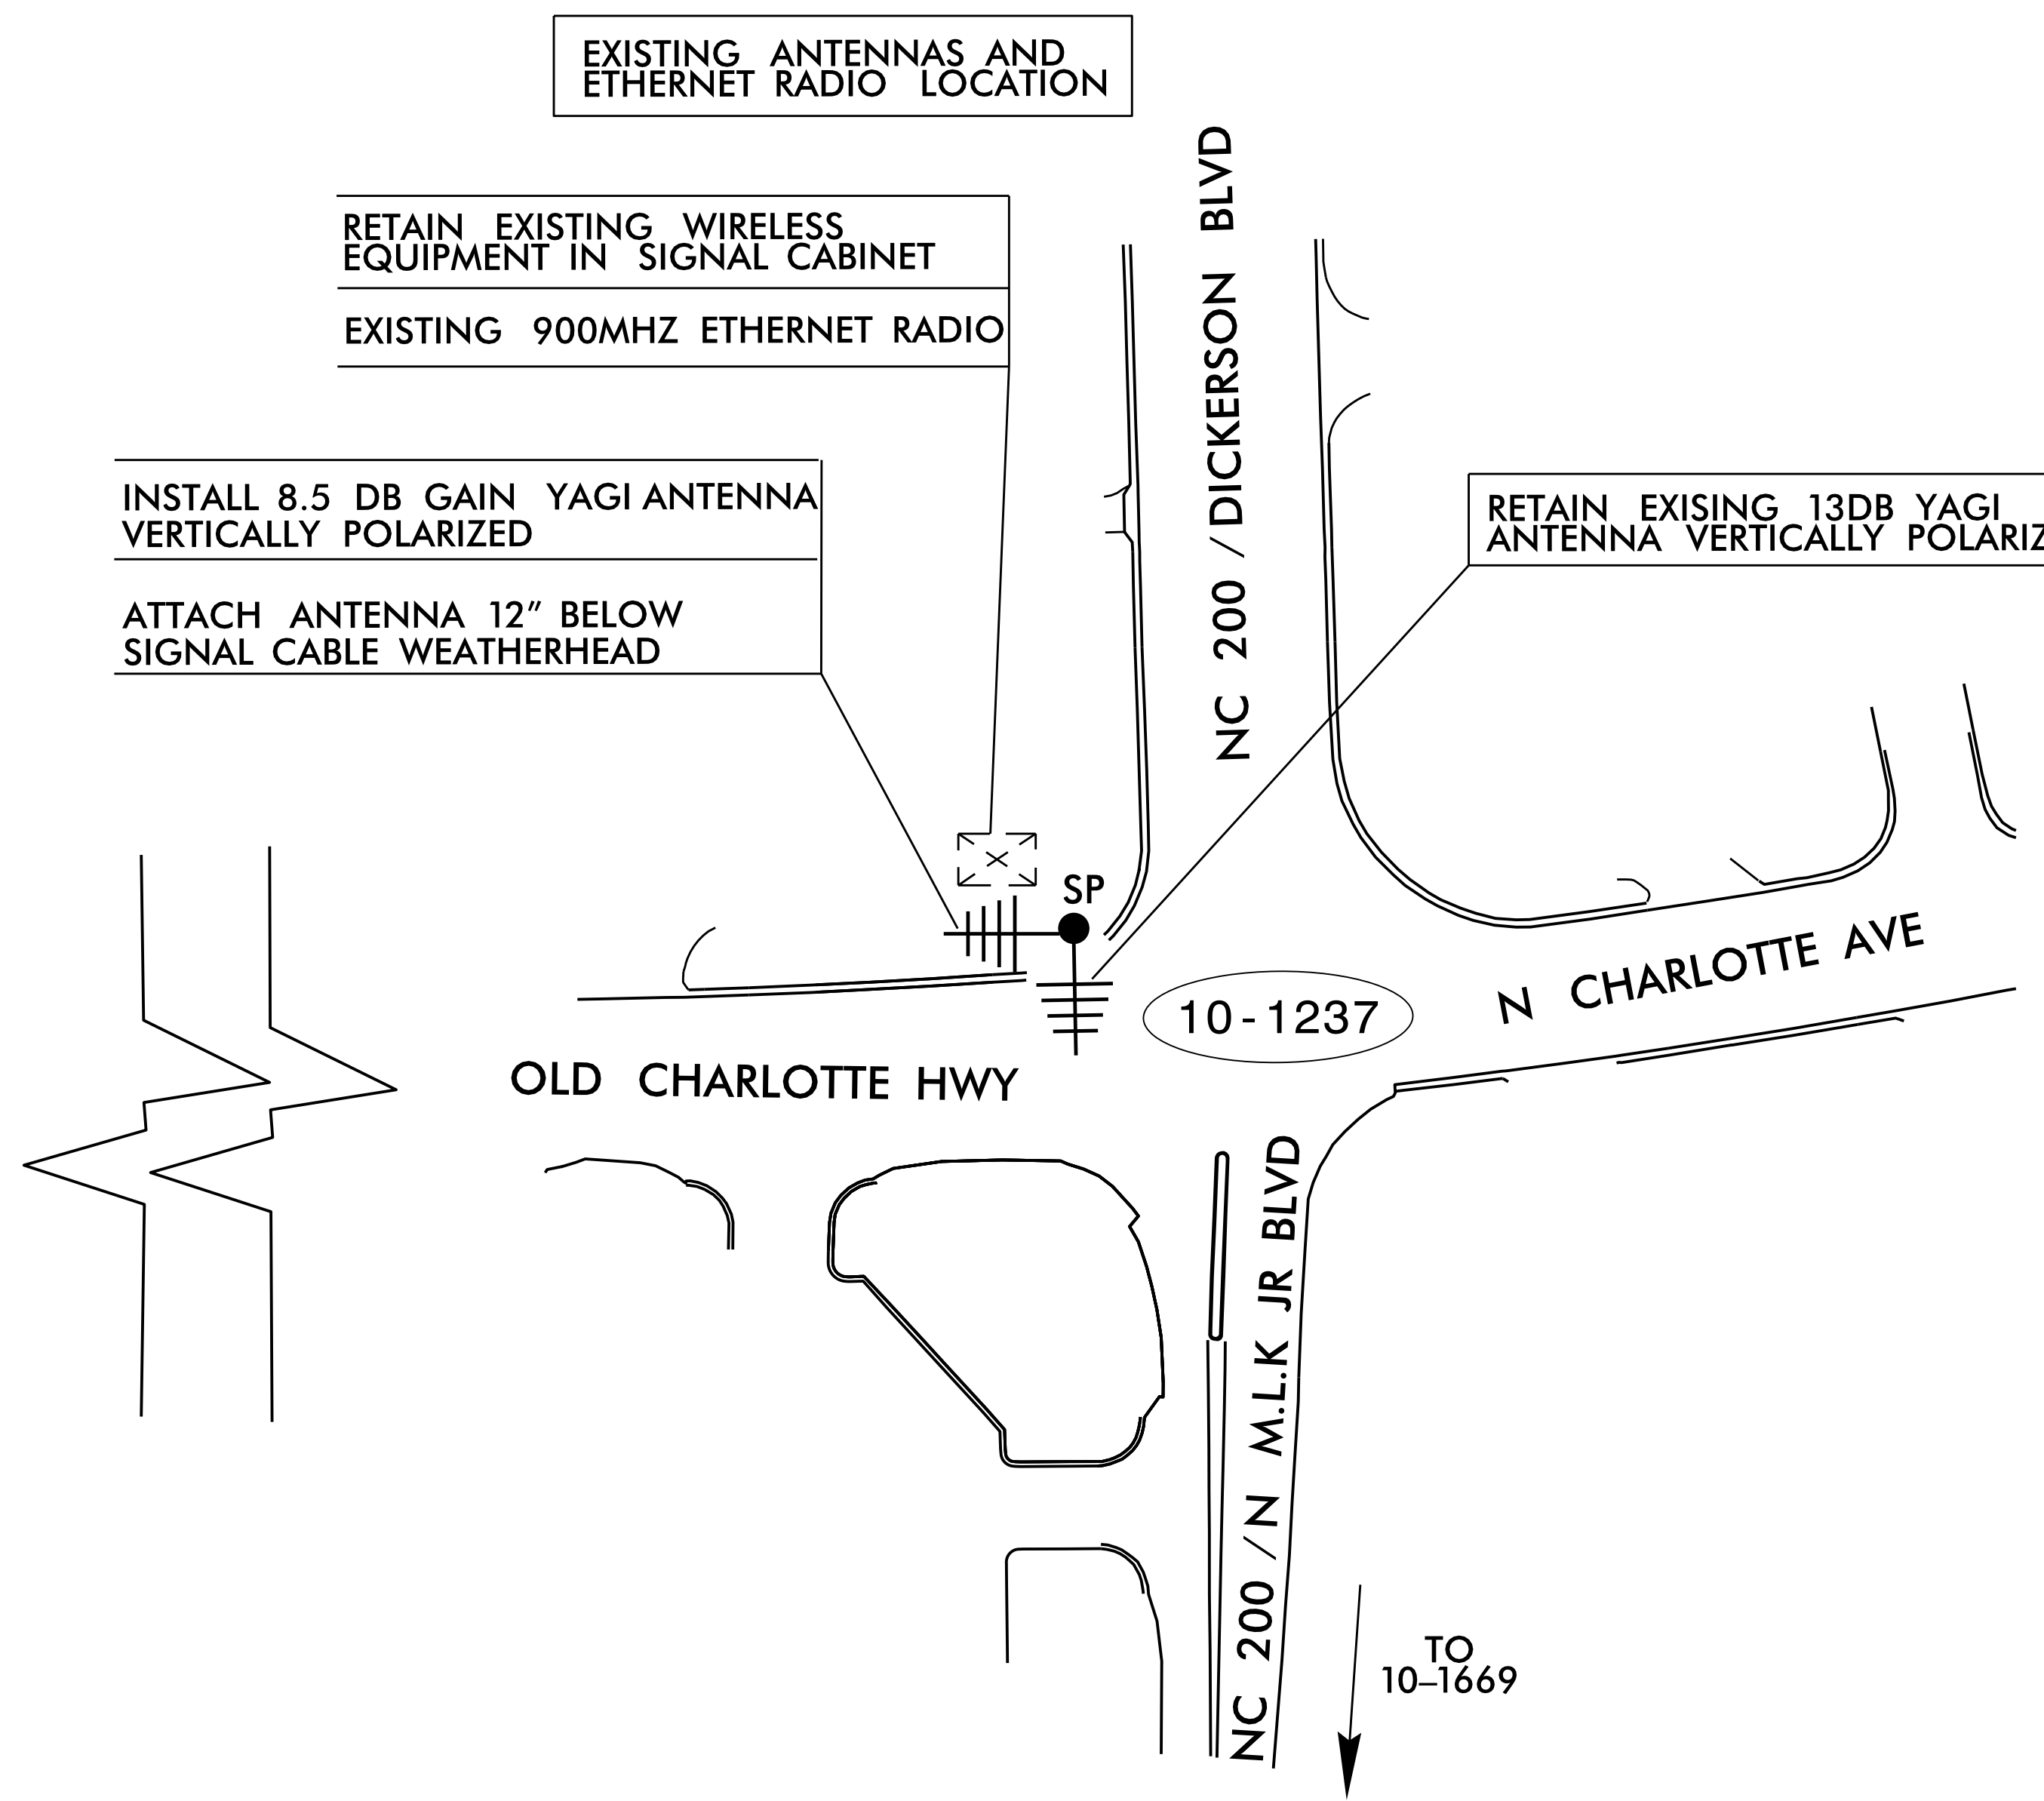 EXISTING ANTENNAS AND
ETHERNET RADIO LOCATION
RETAIN EXISTING WIRELESS
EQUIPMENT IN SIGNAL CABINET
EXISTING 900MHZ ETHERNET RADIO
INSTALL 8.5 DB GAIN YAGI ANTENNA
VERTICALLY POLARIZED
ATTACH ANTENNA 12" BELOW
SIGNAL CABLE WEATHERHEAD
NC 200 / DICKERSON BLVD
RETAIN EXISING 13DB YAGI
ANTENNA VERTICALLY POLARIZ
SP
10-1237
N CHARLOTTE AVE
OLD CHARLOTTE HWY
NC 200 / N M.L.K JR BLVD
TO
10-1669